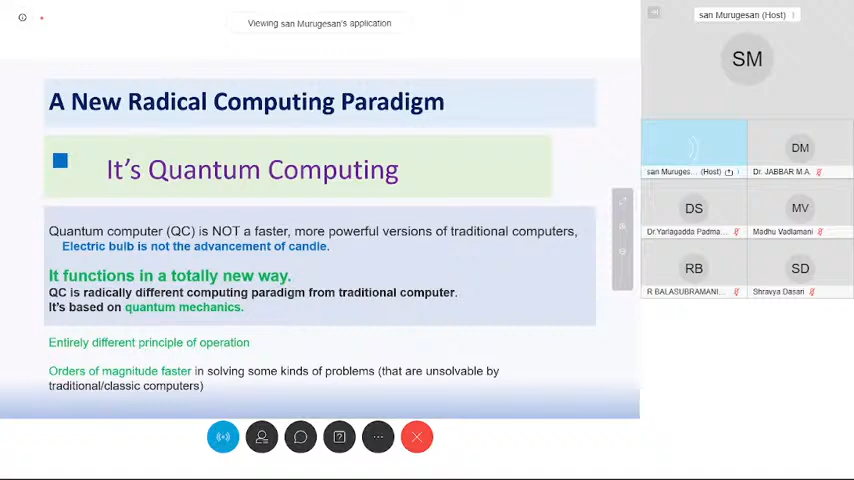 Viewing san Murugesan's application
san Murugesan (Host)
SM
A New Radical Computing Paradigm
It's Quantum Computing
Quantum computer (QC) is NOT a faster, more powerful versions of traditional computers,
Electric bulb is not the advancement of candle.
It functions in a totally new way.
QC is radically different computing paradigm from traditional computer.
It's based on quantum mechanics.
Entirely different principle of operation
Orders of magnitude faster in solving some kinds of problems (that are unsolvable by
traditional/classic computers)
DM
san Muruges... (Host)
Dr. JABBAR M.A.
DS
MV
Dr.Yarlagadda Padma...
Madhu Vadlamani
RB
SD
R BALASUBRAMANI...
Shravya Dasari